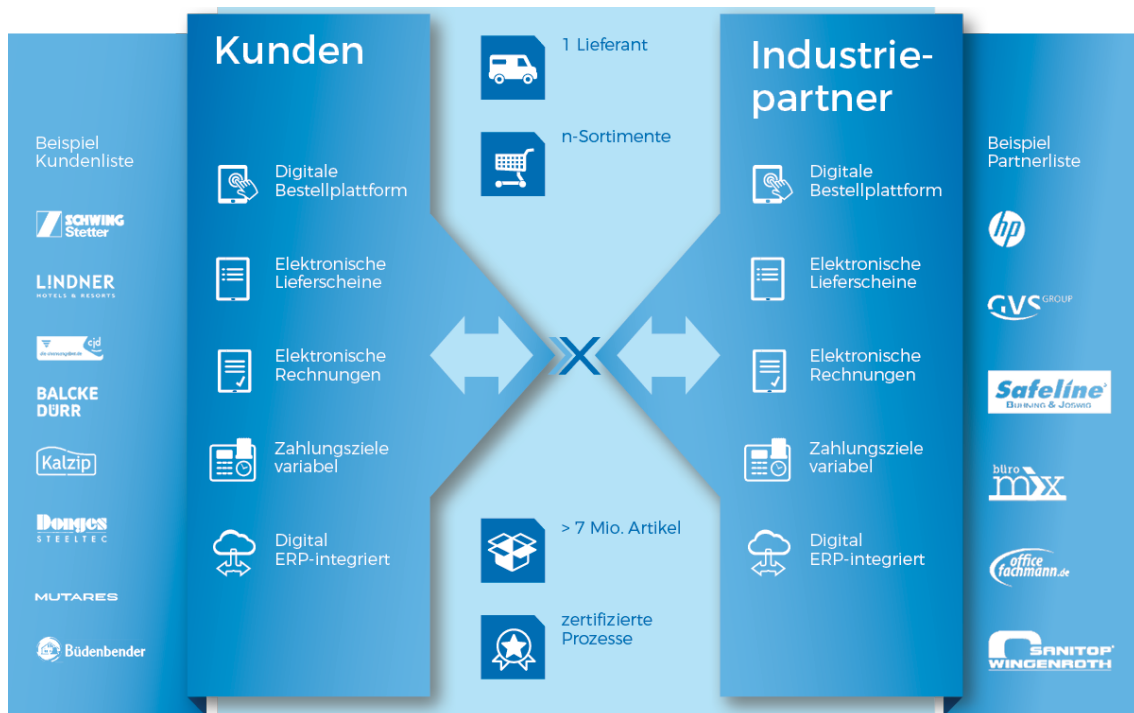 Beispiel
Kundenliste
SCHWING
Stetter
L!NDNER
HOTELS & RESORTS
cjd
BALCKE
DÜRR
Kalzip
Donges
STEELTEC
MUTARES
Büdenbender
Kunden
Digitale
Bestellplattform
Elektronische
Lieferscheine
Elektronische
Rechnungen
Zahlungsziele
variabel
Digital
ERP-integriert
1 Lieferant
n-Sortimente
X
> 7 Mio. Artikel
zertifizierte
Prozesse
Industrie-
partner
Digitale
Bestellplattform
Elektronische
Lieferscheine
Elektronische
Rechnungen
Zahlungsziele
variabel
Digital
ERP-integriert
Beispiel
Partnerliste
hp
GVS GROUP
Safeline
BÜHNING & JOSWIG
büro
mix
office
fachmann.de
SANITOP
WINGENROTH